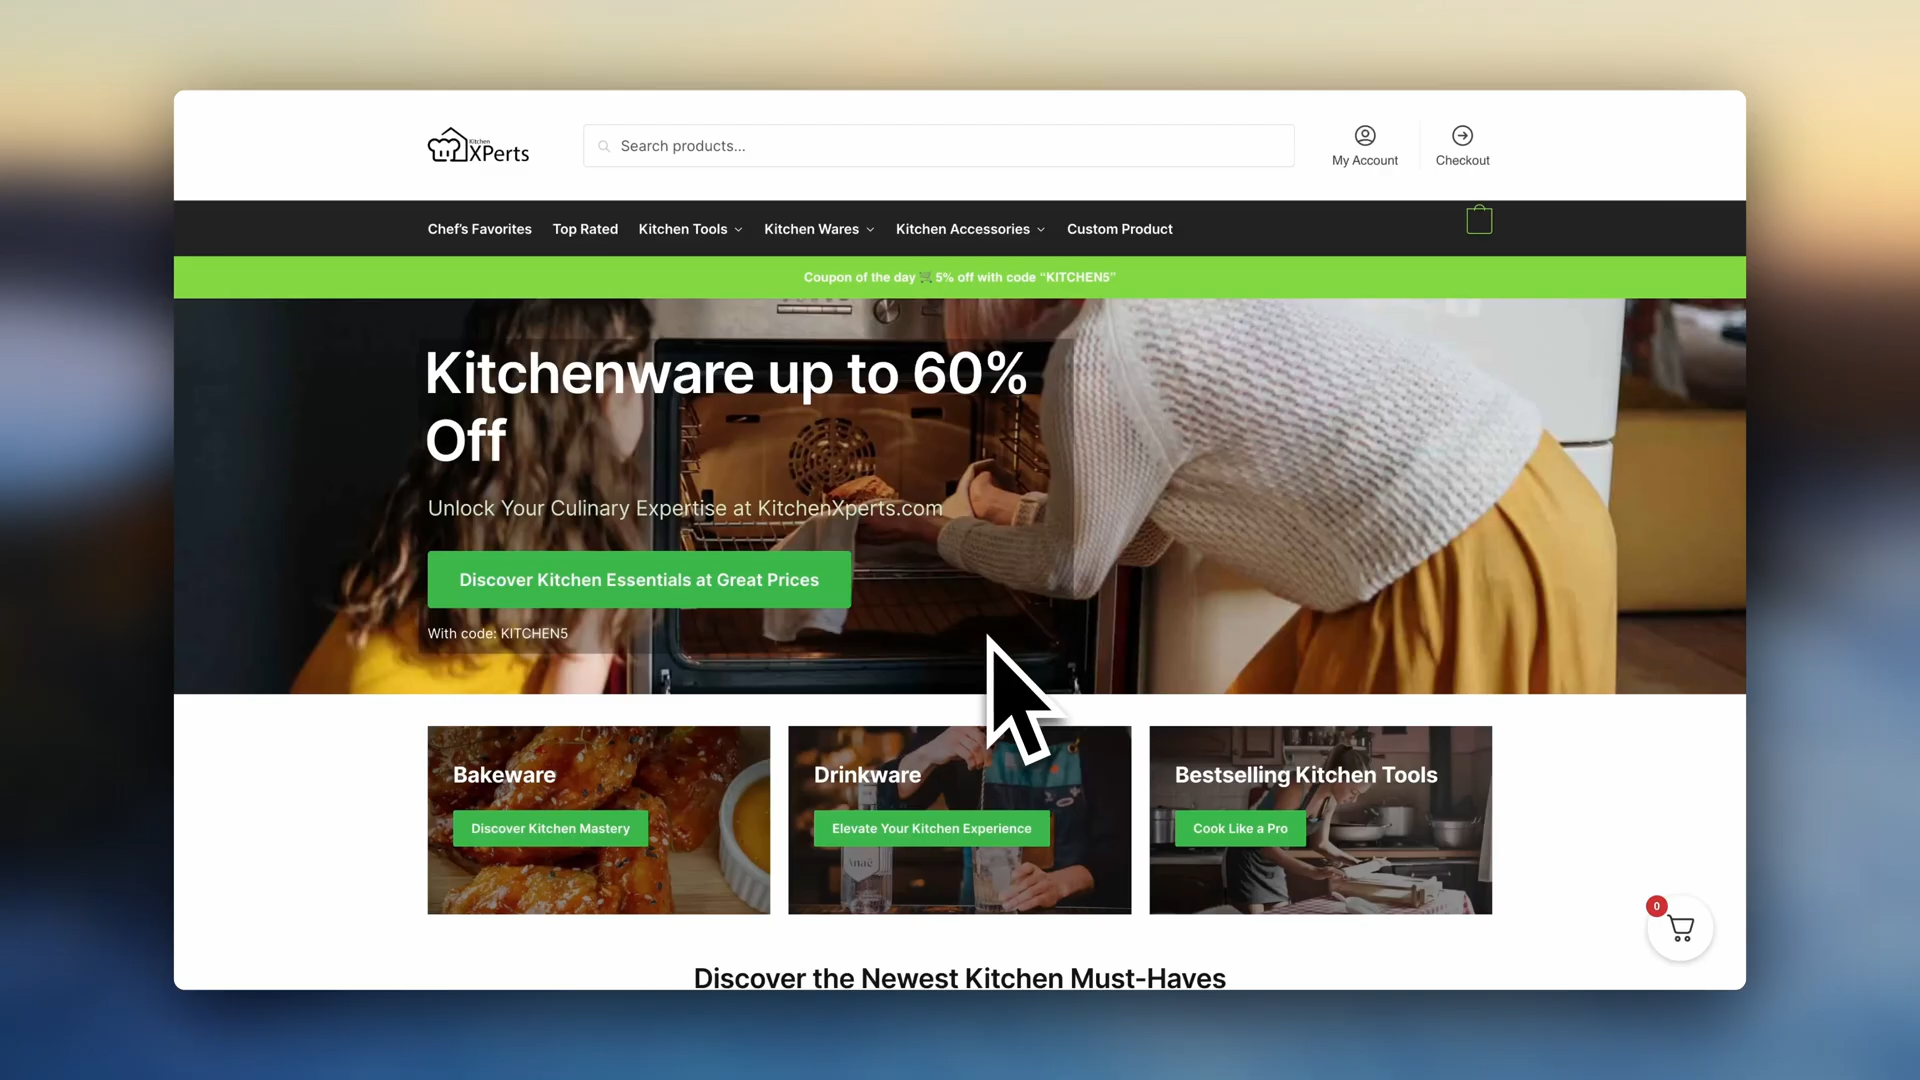 Kitchen
XPerts
Search products...
My Account
Checkout
Chef's Favorites
Top Rated
Kitchen Tools
Kitchen Wares
Kitchen Accessories
Custom Product
Coupon of the day 🛒 5% off with code “KITCHEN5”
Kitchenware up to 60%
Off
Unlock Your Culinary Expertise at KitchenXperts.com
Discover Kitchen Essentials at Great Prices
With code: KITCHEN5
Bakeware
Discover Kitchen Mastery
Drinkware
Elevate Your Kitchen Experience
Anaë
Bestselling Kitchen Tools
Cook Like a Pro
0
Discover the Newest Kitchen Must-Haves